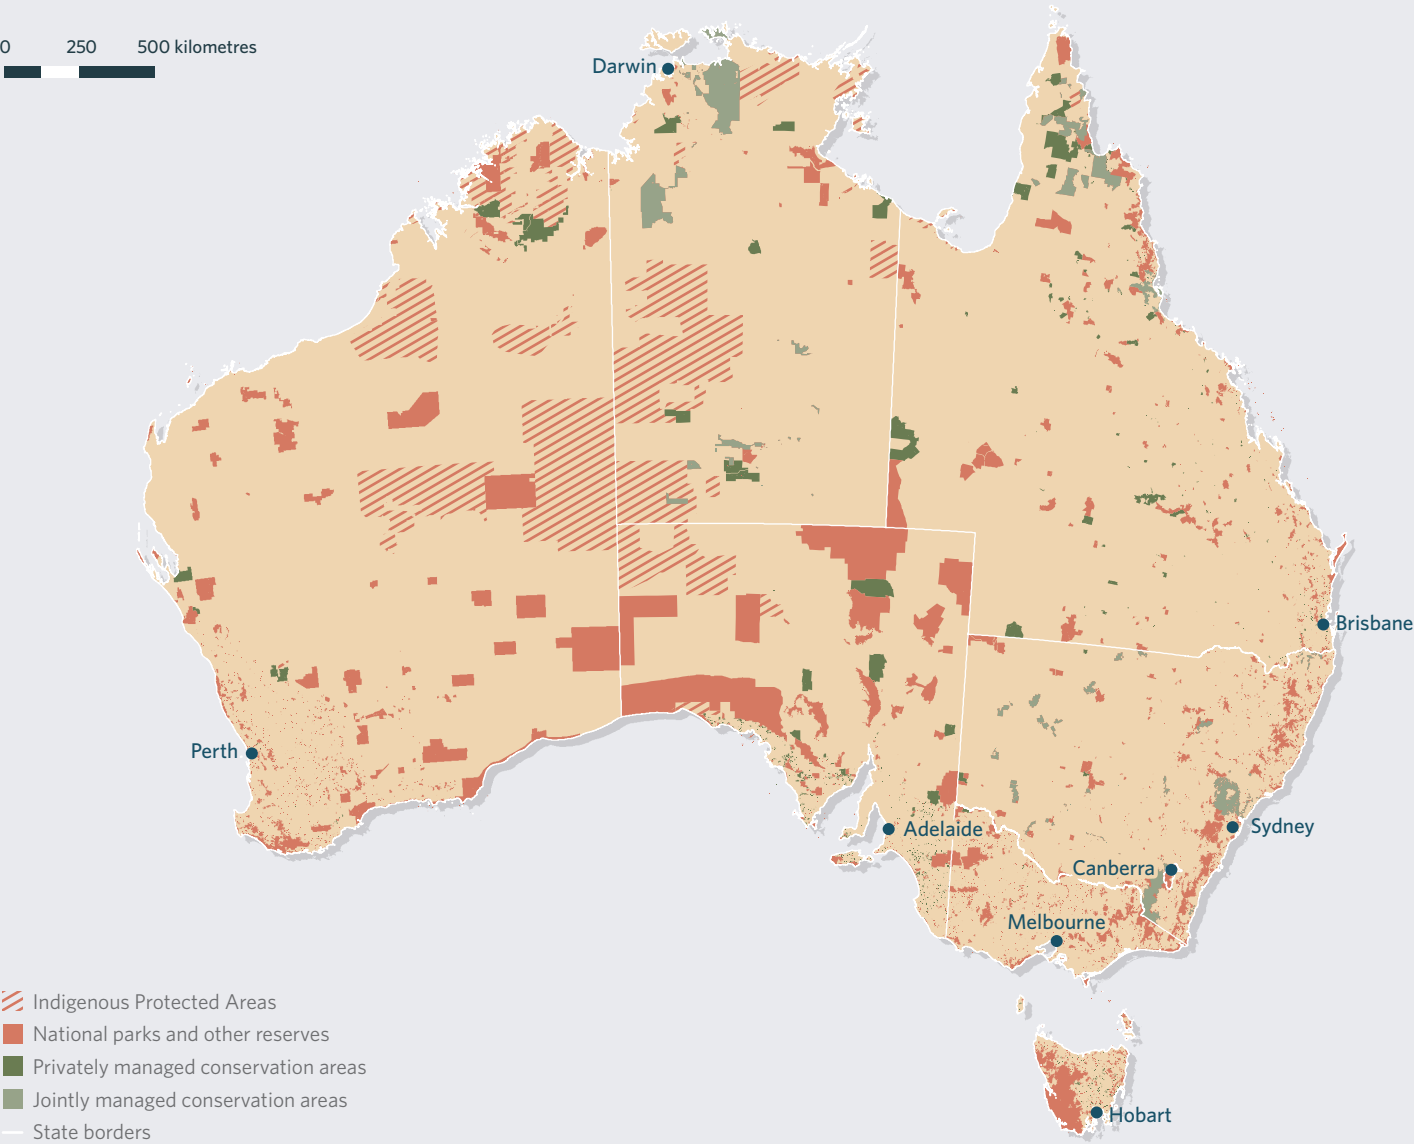 0 250 500 kilometres
Darwin
Brisbane
Perth
Adelaide
Sydney
Canberra
Melbourne
Indigenous Protected Areas
National parks and other reserves
Privately managed conservation areas
Jointly managed conservation areas
Hobart
State borders